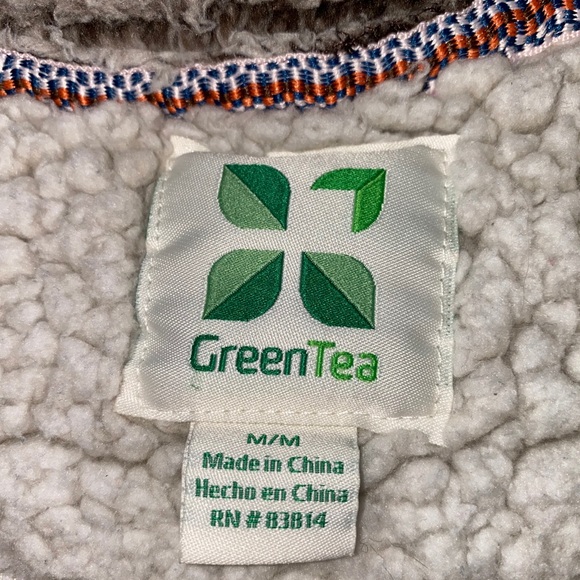 GreenTea
M/M
Made in China
Hecho en China
RN # 83814